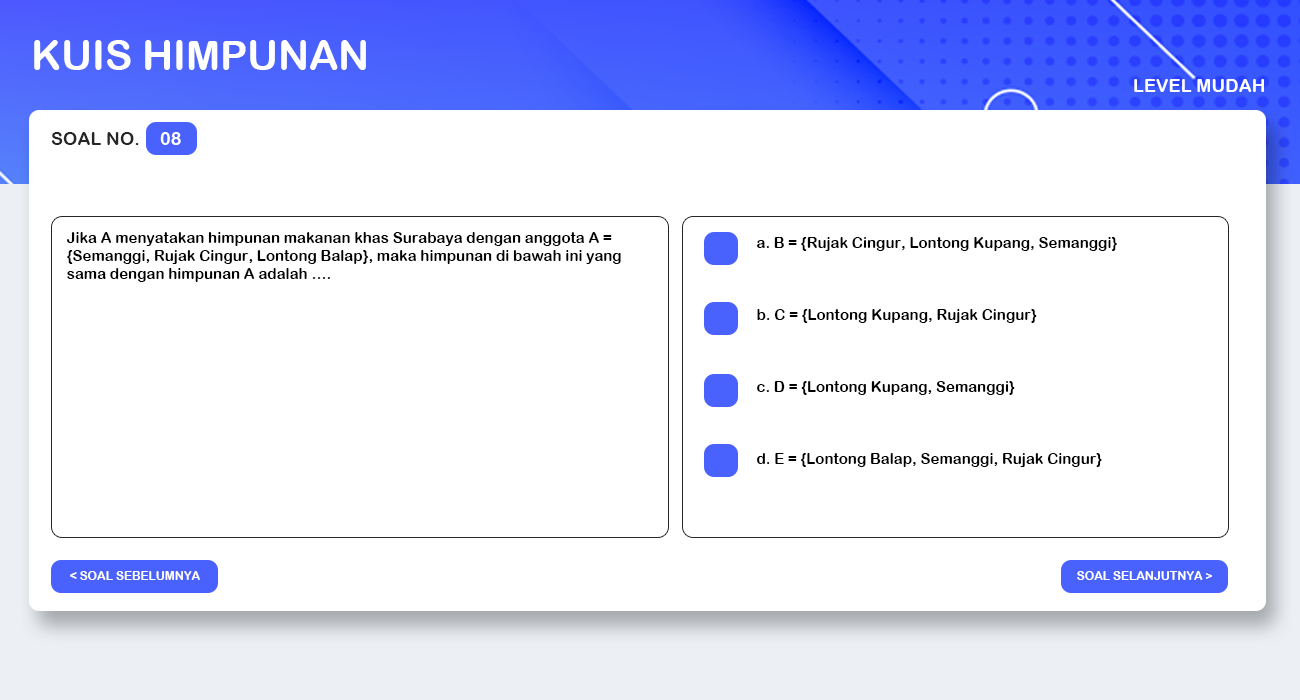 KUIS HIMPUNAN
LEVEL MUDAH
SOAL NO. 08
Jika A menyatakan himpunan makanan khas Surabaya dengan anggota A =
{Semanggi, Rujak Cingur, Lontong Balap}, maka himpunan di bawah ini yang
sama dengan himpunan A adalah ....
a. B = {Rujak Cingur, Lontong Kupang, Semanggi}
b. C = {Lontong Kupang, Rujak Cingur}
c. D = {Lontong Kupang, Semanggi}
d. E = {Lontong Balap, Semanggi, Rujak Cingur}
< SOAL SEBELUMNYA
SOAL SELANJUTNYA >